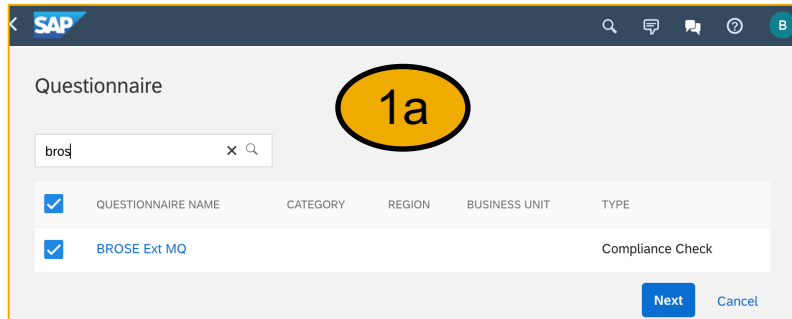 SAP
B
Questionnaire
1a
bros
QUESTIONNAIRE NAME CATEGORY REGION BUSINESS UNIT TYPE
BROSE Ext MQ Compliance Check
Next Cancel